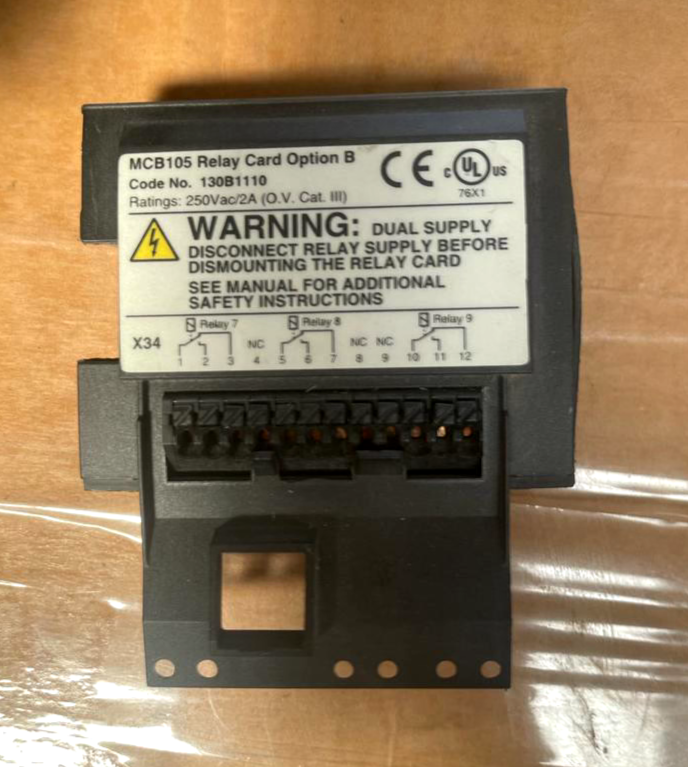 MCB105 Relay Card Option B
Code No. 130B1110
Ratings: 250Vac/2A (O.V. Cat. III)
CE
C UL US
76X1
WARNING: DUAL SUPPLY
DISCONNECT RELAY SUPPLY BEFORE
DISMOUNTING THE RELAY CARD
SEE MANUAL FOR ADDITIONAL
SAFETY INSTRUCTIONS
Relay 7 Relay 8 Relay 9
X34 NC NC NC
1 2 3 4 5 6 7 8 9 10 11 12